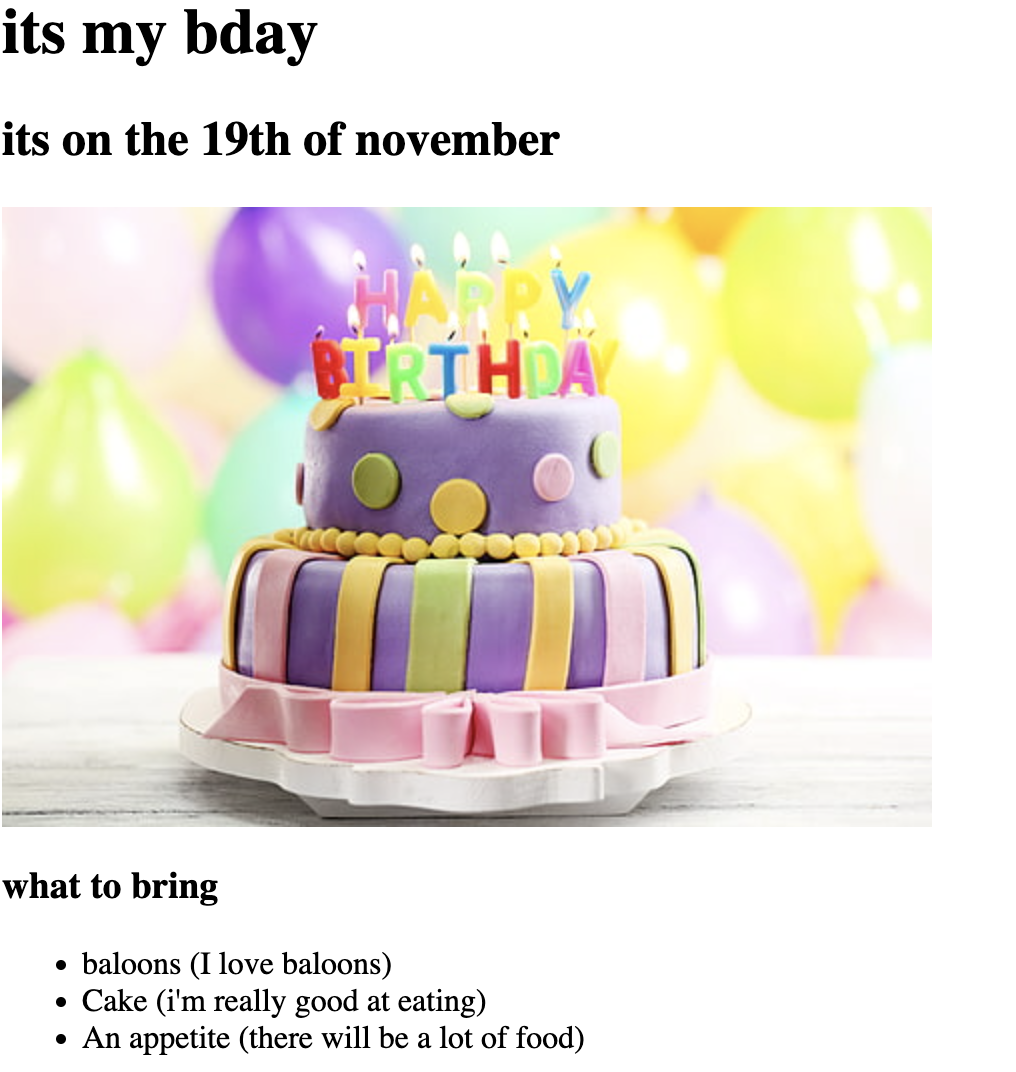 its my bday
its on the 19th of november
HAPPY
BIRTHDAY
what to bring
baloons (I love baloons)
Cake (i'm really good at eating)
An appetite (there will be a lot of food)